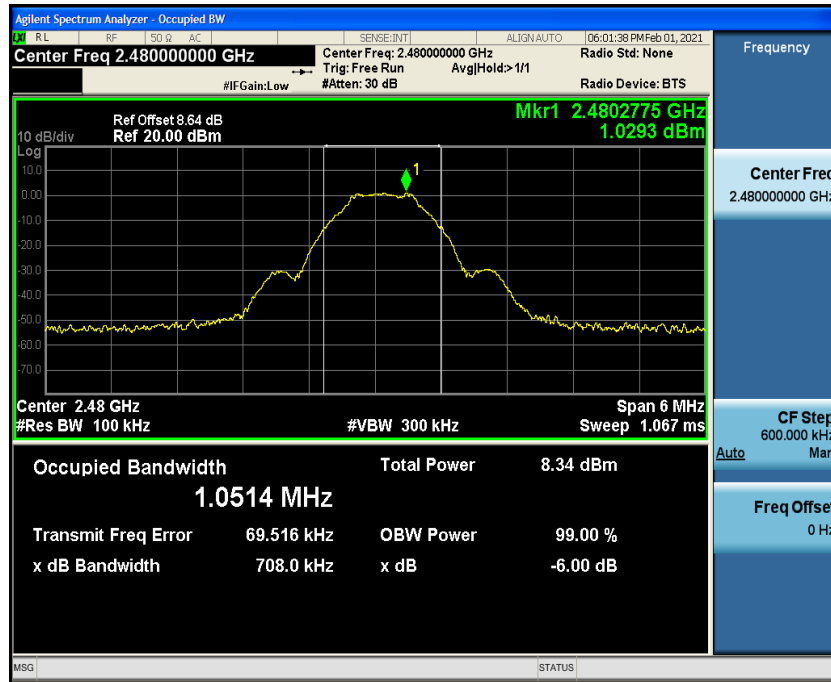 Agilent Spectrum Analyzer - Occupied BW
LXI RL RF 50 Ω AC SENSE:INT ALIGN AUTO 06:01:38 PM Feb 01, 2021
Center Freq 2.480000000 GHz Center Freq: 2.480000000 GHz Radio Std: None
Trig: Free Run Avg|Hold:>1/1
#IFGain:Low #Atten: 30 dB Radio Device: BTS
Frequency
Mkr1 2.4802775 GHz
1.0293 dBm
Ref Offset 8.64 dB
10 dB/div Ref 20.00 dBm
Log
10.0
0.00
-10.0
-20.0
-30.0
-40.0
-50.0
-60.0
-70.0
1
Center 2.48 GHz Span 6 MHz
#Res BW 100 kHz #VBW 300 kHz Sweep 1.067 ms
Occupied Bandwidth Total Power 8.34 dBm
1.0514 MHz
Transmit Freq Error 69.516 kHz OBW Power 99.00 %
x dB Bandwidth 708.0 kHz x dB -6.00 dB
Center Freq
2.480000000 GHz
CF Step
600.000 kHz
Auto Man
Freq Offset
0 Hz
MSG STATUS